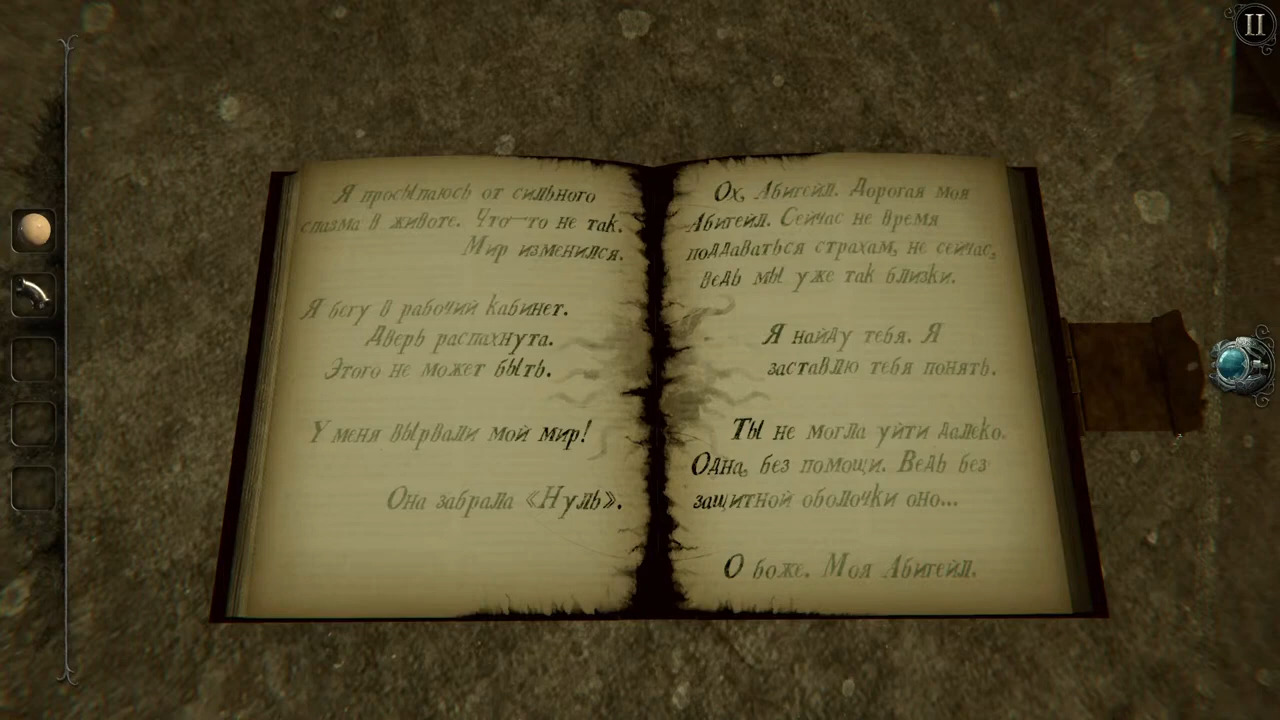 Я просыпаюсь от сильного
спазма в животе. Что-то не так.
Мир изменился.
Я бегу в рабочий кабинет.
Дверь распахнута.
Этого не может быть.
У меня вырвали мой мир!
Она забрала «Нуль».
Ох, Абигейл. Дорогая моя
Абигейл. Сейчас не время
поддаваться страхам, не сейчас,
ведь мы уже так близки.
Я найду тебя. Я
заставлю тебя понять.
Ты не могла уйти далеко.
Одна, без помощи. Ведь без
защитной оболочки оно...
О боже. Моя Абигейл.